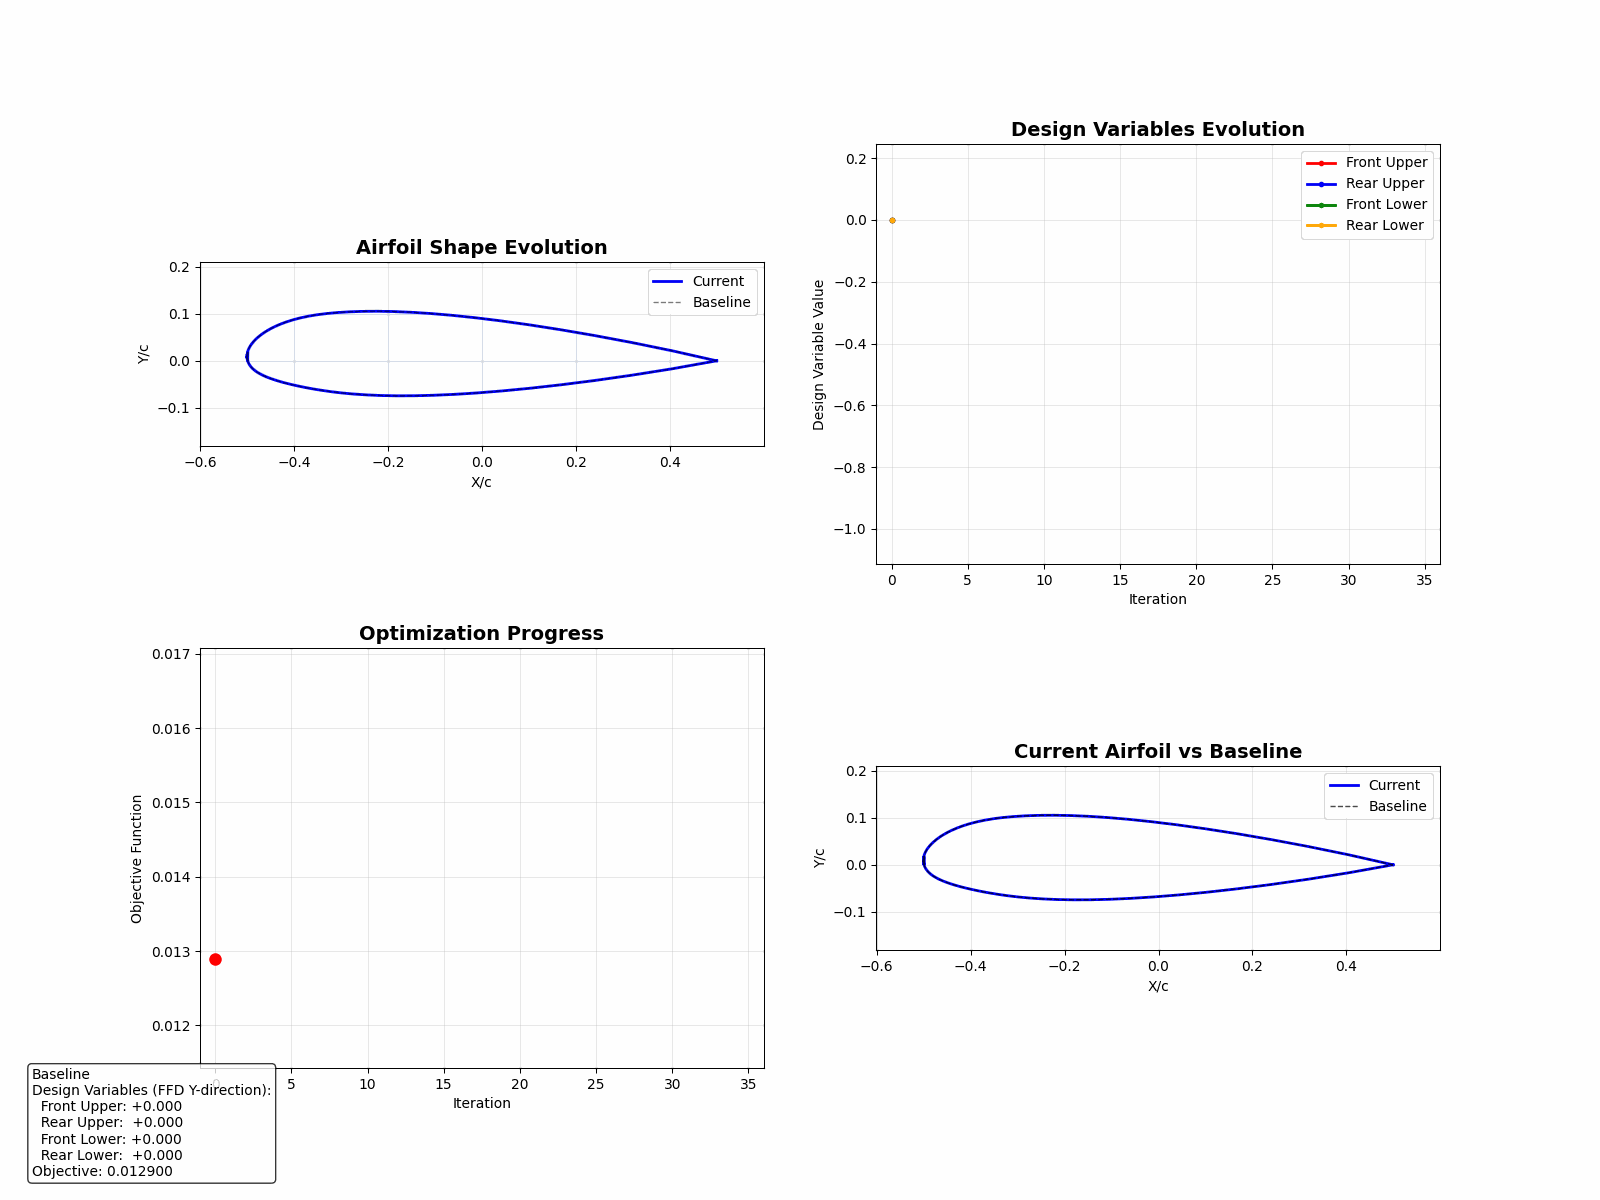 Design Variables Evolution
0.2
0.0
−0.2
−0.4
−0.6
−0.8
−1.0
Design Variable Value
Front Upper
Rear Upper
Front Lower
Rear Lower
0 5 10 15 20 25 30 35
Iteration
Airfoil Shape Evolution
0.2
0.1
0.0
−0.1
Y/c
Current
Baseline
−0.6 −0.4 −0.2 0.0 0.2 0.4
X/c
Optimization Progress
0.017
0.016
0.015
0.014
0.013
0.012
Objective Function
0 5 10 15 20 25 30 35
Iteration
Current Airfoil vs Baseline
0.2
0.1
0.0
−0.1
Y/c
Current
Baseline
−0.6 −0.4 −0.2 0.0 0.2 0.4
X/c
Baseline
Design Variables (FFD Y-direction):
Front Upper: +0.000
Rear Upper: +0.000
Front Lower: +0.000
Rear Lower: +0.000
Objective: 0.012900